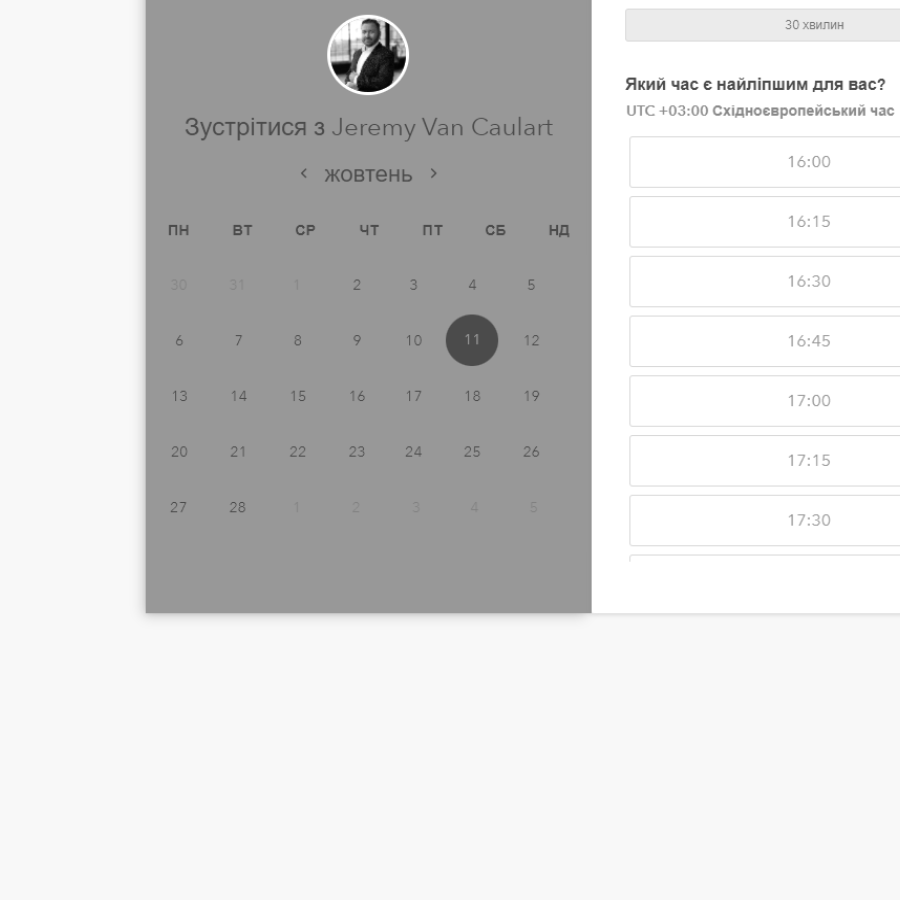 Зустрітися з Jeremy Van Caulart
жовтень
ПН ВТ СР ЧТ ПТ СБ НД
30 31 1 2 3 4 5
6 7 8 9 10 11 12
13 14 15 16 17 18 19
20 21 22 23 24 25 26
27 28 1 2 3 4 5
30 хвилин
Який час є найліпшим для вас?
UTC +03:00 Східноєвропейський час
16:00
16:15
16:30
16:45
17:00
17:15
17:30